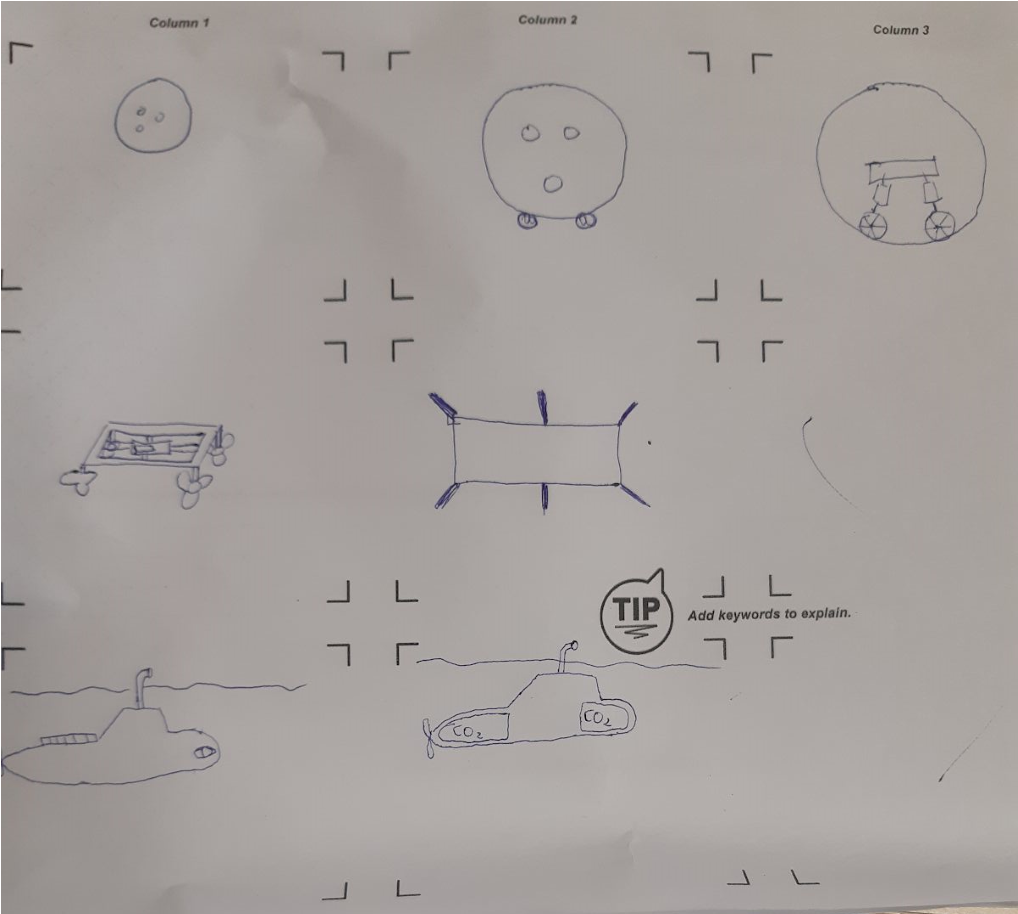 Column 1
Column 2
Column 3
TIP
Add keywords to explain.
CO₂
CO₂